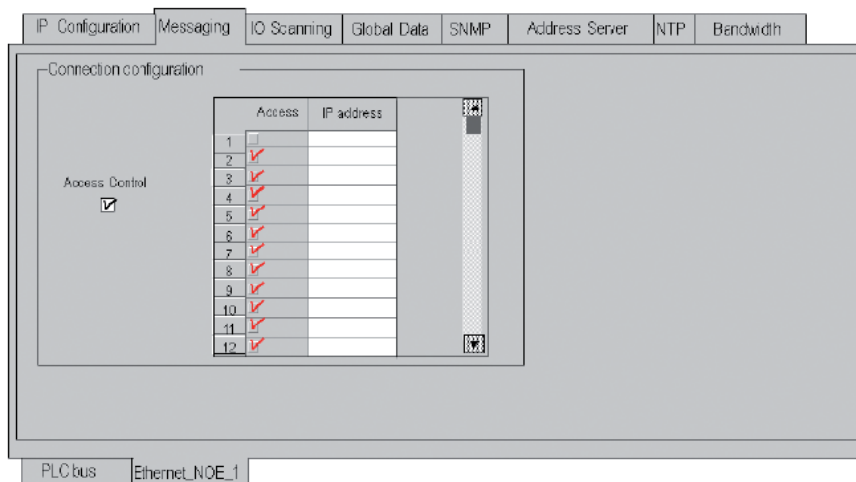 IP Configuration Messaging IO Scanning Global Data SNMP Address Server NTP Bandwidth
Connection configuration
Access IP address
1
2
3
Access Control
4
5
6
7
8
9
10
11
12
PLC bus Ethernet_NOE_1